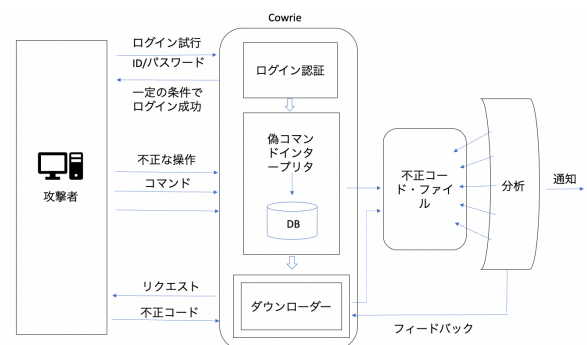 Cowrie
ログイン試行
ID/パスワード
一定の条件で
ログイン成功
ログイン認証
偽コマン
ドインタ
ープリタ
DB
不正な操作
コマンド
攻撃者
不正コー
ド・ファイ
ル
分析
通知
リクエスト
不正コード
ダウンローダー
フィードバック